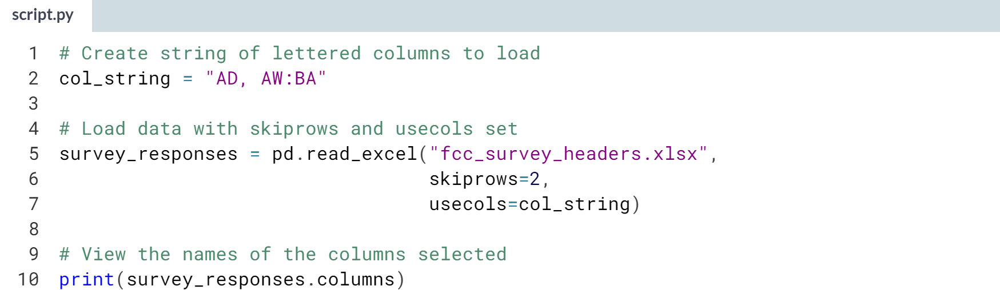 script.py
1 # Create string of lettered columns to load
2 col_string = "AD, AW:BA"
3
4 # Load data with skiprows and usecols set
5 survey_responses = pd.read_excel("fcc_survey_headers.xlsx",
6 skiprows=2,
7 usecols=col_string)
8
9 # View the names of the columns selected
10 print(survey_responses.columns)